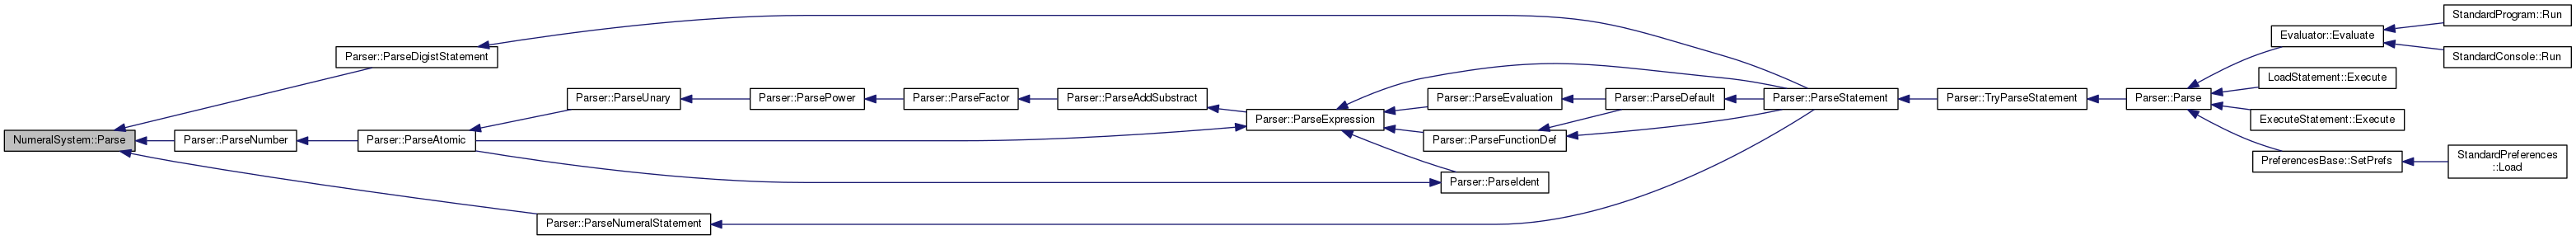 NumeralSystem::Parse
Parser::ParseDigistStatement
Parser::ParseNumber
Parser::ParseAtomic
Parser::ParseUnary
Parser::ParsePower
Parser::ParseFactor
Parser::ParseAddSubstract
Parser::ParseExpression
Parser::ParseEvaluation
Parser::ParseDefault
Parser::ParseFunctionDef
Parser::ParseIdent
Parser::ParseNumeralStatement
Parser::ParseStatement
Parser::TryParseStatement
Parser::Parse
Evaluator::Evaluate
StandardProgram::Run
StandardConsole::Run
LoadStatement::Execute
ExecuteStatement::Execute
PreferencesBase::SetPrefs
StandardPreferences
::Load